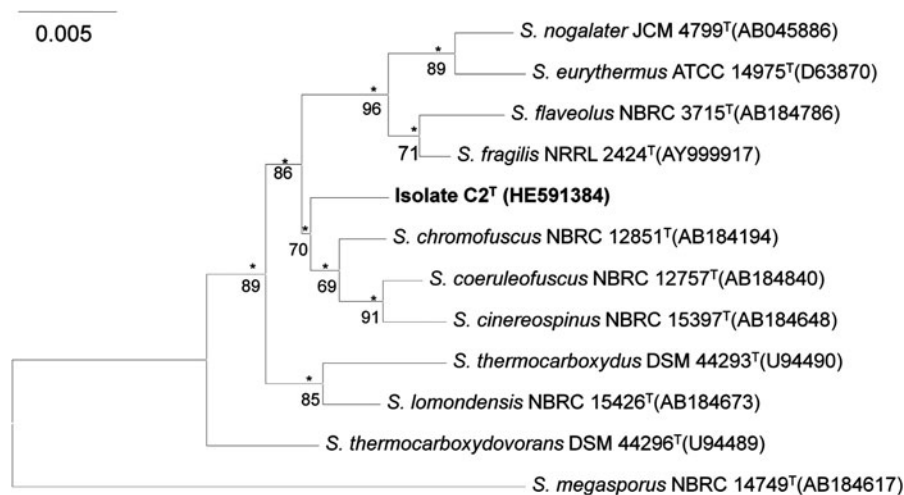 0.005
S. nogalater JCM 4799T(AB045886)
*
89
S. eurythermus ATCC 14975T(D63870)
*
96
S. flaveolus NBRC 3715T(AB184786)
*
71
S. fragilis NRRL 2424T(AY999917)
*
86
Isolate C2T (HE591384)
*
70
S. chromofuscus NBRC 12851T(AB184194)
*
69
S. coeruleofuscus NBRC 12757T(AB184840)
*
91
S. cinereospinus NBRC 15397T(AB184648)
*
89
S. thermocarboxydus DSM 44293T(U94490)
*
85
S. lomondensis NBRC 15426T(AB184673)
S. thermocarboxydovorans DSM 44296T(U94489)
S. megasporus NBRC 14749T(AB184617)